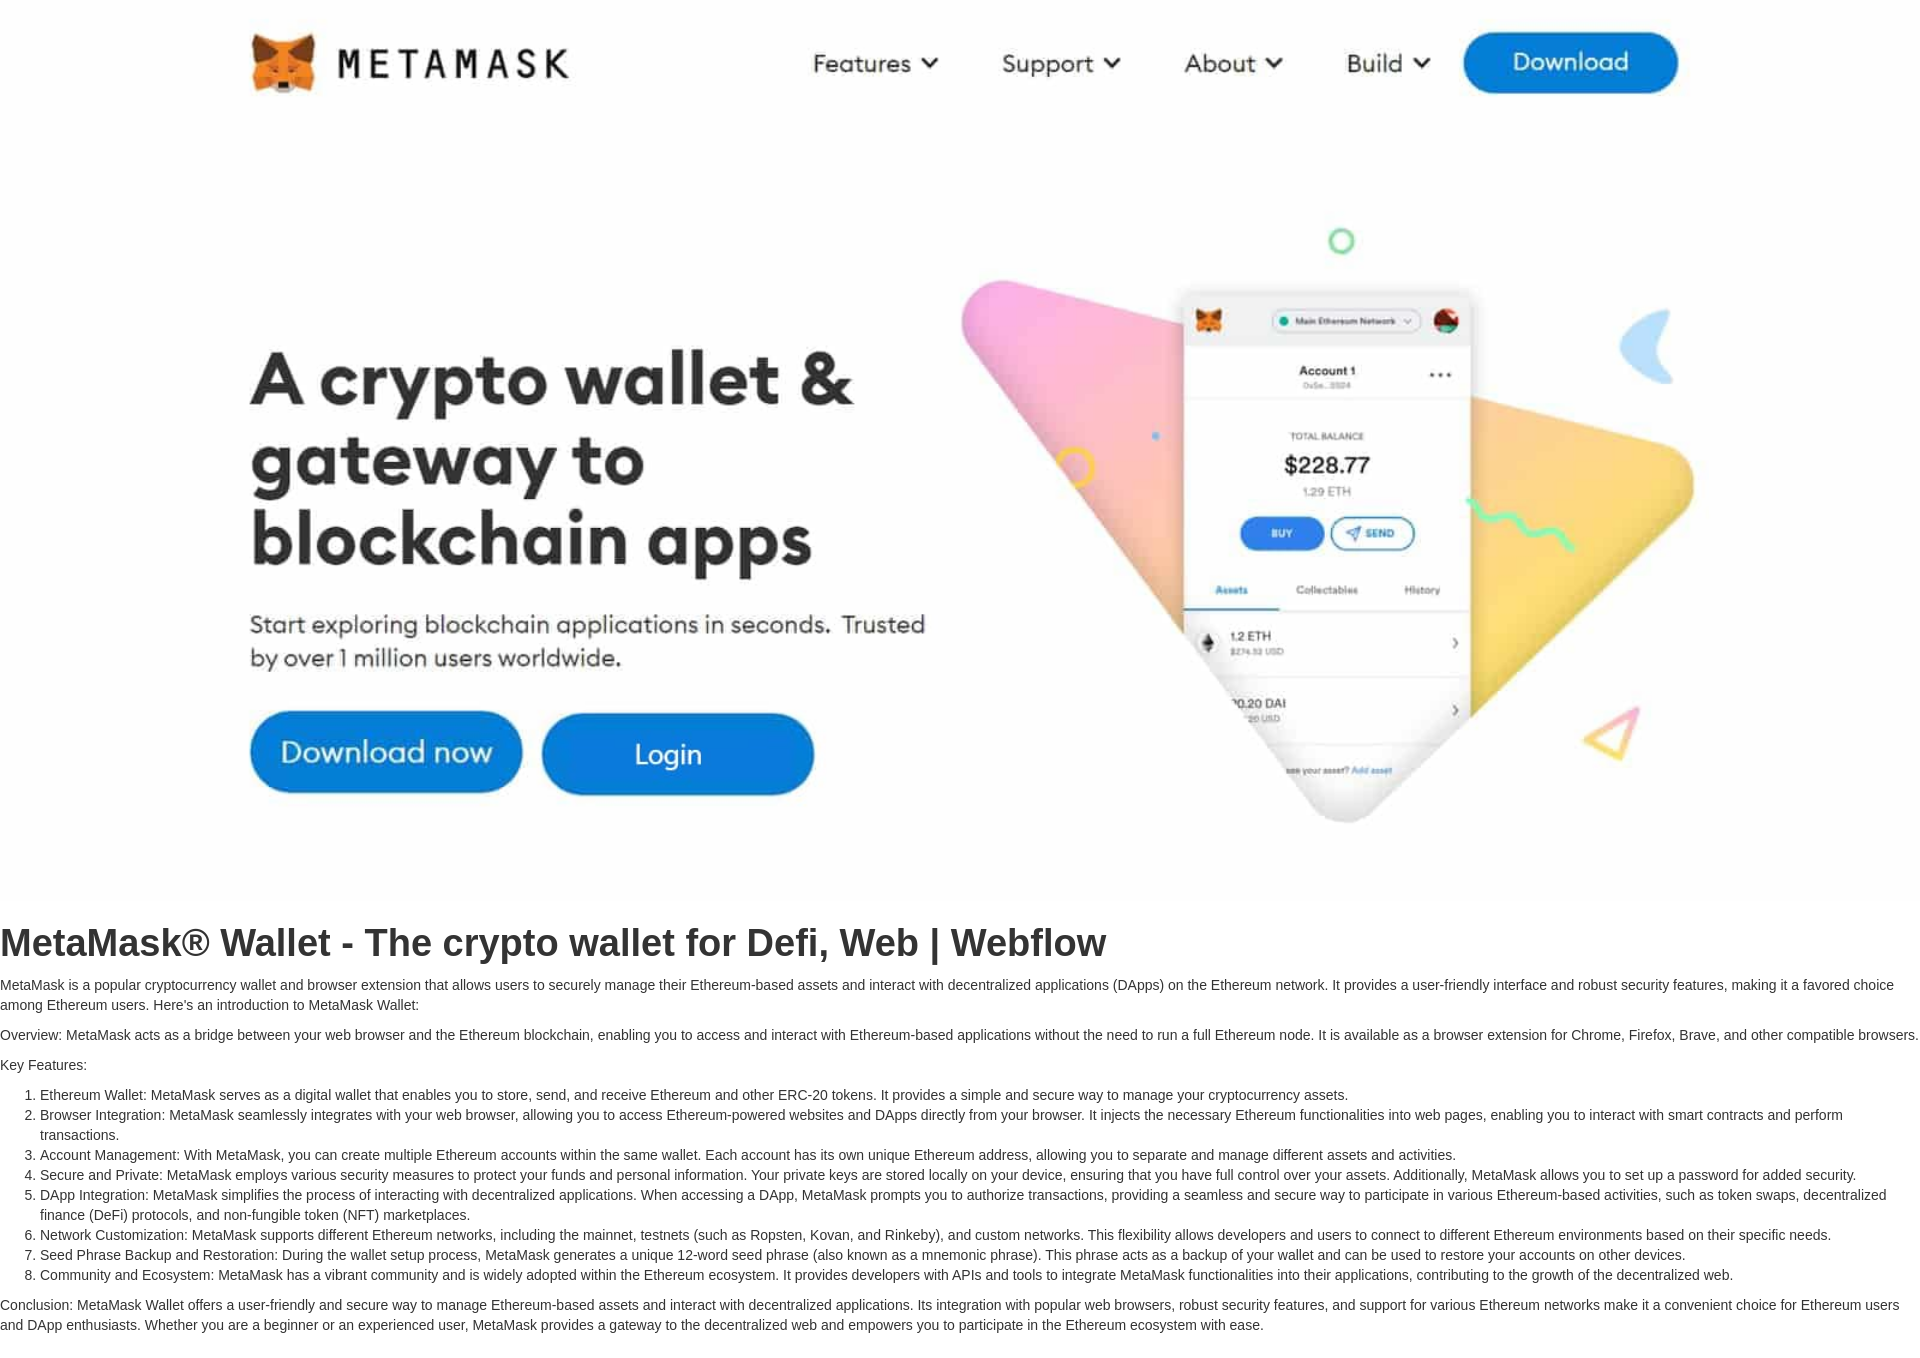 METAMASK
Features
Support
About
Build
Download
A crypto wallet &
gateway to
blockchain apps
Start exploring blockchain applications in seconds. Trusted
by over 1 million users worldwide.
Download now
Login
Main Ethereum Network
Account 1
TOTAL BALANCE
$228.77
1.29 ETH
BUY
SEND
Assets
Collectables
History
1.2 ETH
$274.52 USD
0.20 DAI
20 USD
see your asset? Add asset
MetaMask® Wallet - The crypto wallet for Defi, Web | Webflow
MetaMask is a popular cryptocurrency wallet and browser extension that allows users to securely manage their Ethereum-based assets and interact with decentralized applications (DApps) on the Ethereum network. It provides a user-friendly interface and robust security features, making it a favored choice
among Ethereum users. Here's an introduction to MetaMask Wallet:
Overview: MetaMask acts as a bridge between your web browser and the Ethereum blockchain, enabling you to access and interact with Ethereum-based applications without the need to run a full Ethereum node. It is available as a browser extension for Chrome, Firefox, Brave, and other compatible browsers.
Key Features:
1. Ethereum Wallet: MetaMask serves as a digital wallet that enables you to store, send, and receive Ethereum and other ERC-20 tokens. It provides a simple and secure way to manage your cryptocurrency assets.
2. Browser Integration: MetaMask seamlessly integrates with your web browser, allowing you to access Ethereum-powered websites and DApps directly from your browser. It injects the necessary Ethereum functionalities into web pages, enabling you to interact with smart contracts and perform
transactions.
3. Account Management: With MetaMask, you can create multiple Ethereum accounts within the same wallet. Each account has its own unique Ethereum address, allowing you to separate and manage different assets and activities.
4. Secure and Private: MetaMask employs various security measures to protect your funds and personal information. Your private keys are stored locally on your device, ensuring that you have full control over your assets. Additionally, MetaMask allows you to set up a password for added security.
5. DApp Integration: MetaMask simplifies the process of interacting with decentralized applications. When accessing a DApp, MetaMask prompts you to authorize transactions, providing a seamless and secure way to participate in various Ethereum-based activities, such as token swaps, decentralized
finance (DeFi) protocols, and non-fungible token (NFT) marketplaces.
6. Network Customization: MetaMask supports different Ethereum networks, including the mainnet, testnets (such as Ropsten, Kovan, and Rinkeby), and custom networks. This flexibility allows developers and users to connect to different Ethereum environments based on their specific needs.
7. Seed Phrase Backup and Restoration: During the wallet setup process, MetaMask generates a unique 12-word seed phrase (also known as a mnemonic phrase). This phrase acts as a backup of your wallet and can be used to restore your accounts on other devices.
8. Community and Ecosystem: MetaMask has a vibrant community and is widely adopted within the Ethereum ecosystem. It provides developers with APIs and tools to integrate MetaMask functionalities into their applications, contributing to the growth of the decentralized web.
Conclusion: MetaMask Wallet offers a user-friendly and secure way to manage Ethereum-based assets and interact with decentralized applications. Its integration with popular web browsers, robust security features, and support for various Ethereum networks make it a convenient choice for Ethereum users
and DApp enthusiasts. Whether you are a beginner or an experienced user, MetaMask provides a gateway to the decentralized web and empowers you to participate in the Ethereum ecosystem with ease.